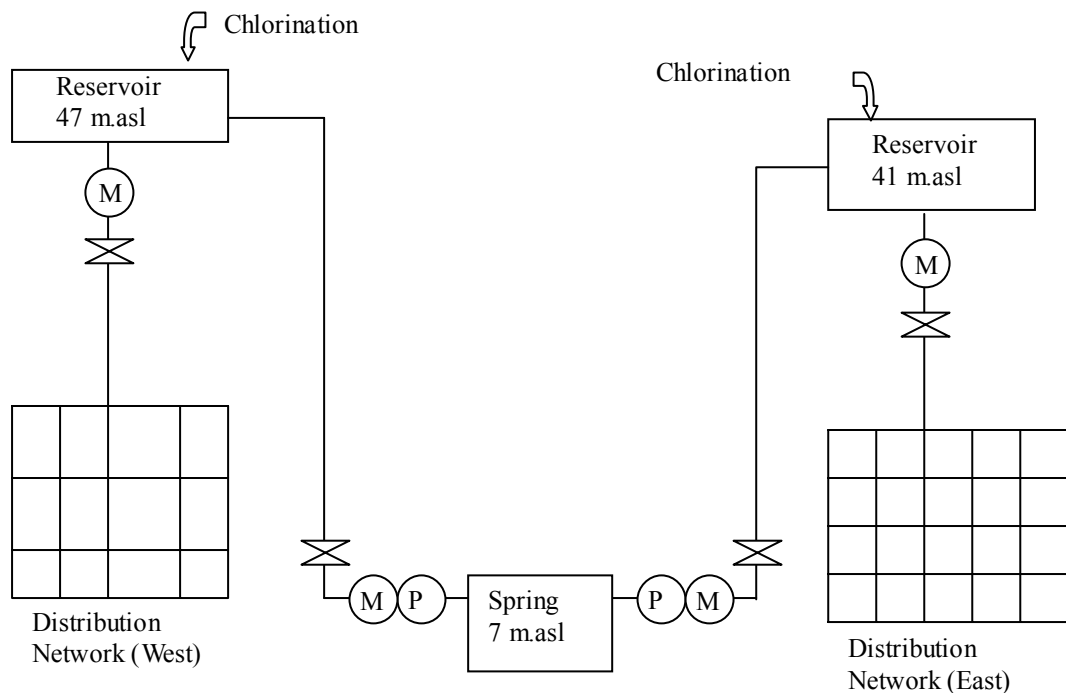 Chlorination
Reservoir
47 m.asl
M
Chlorination
Reservoir
41 m.asl
M
M P
Spring
7 m.asl
P M
Distribution
Network (West)
Distribution
Network (East)